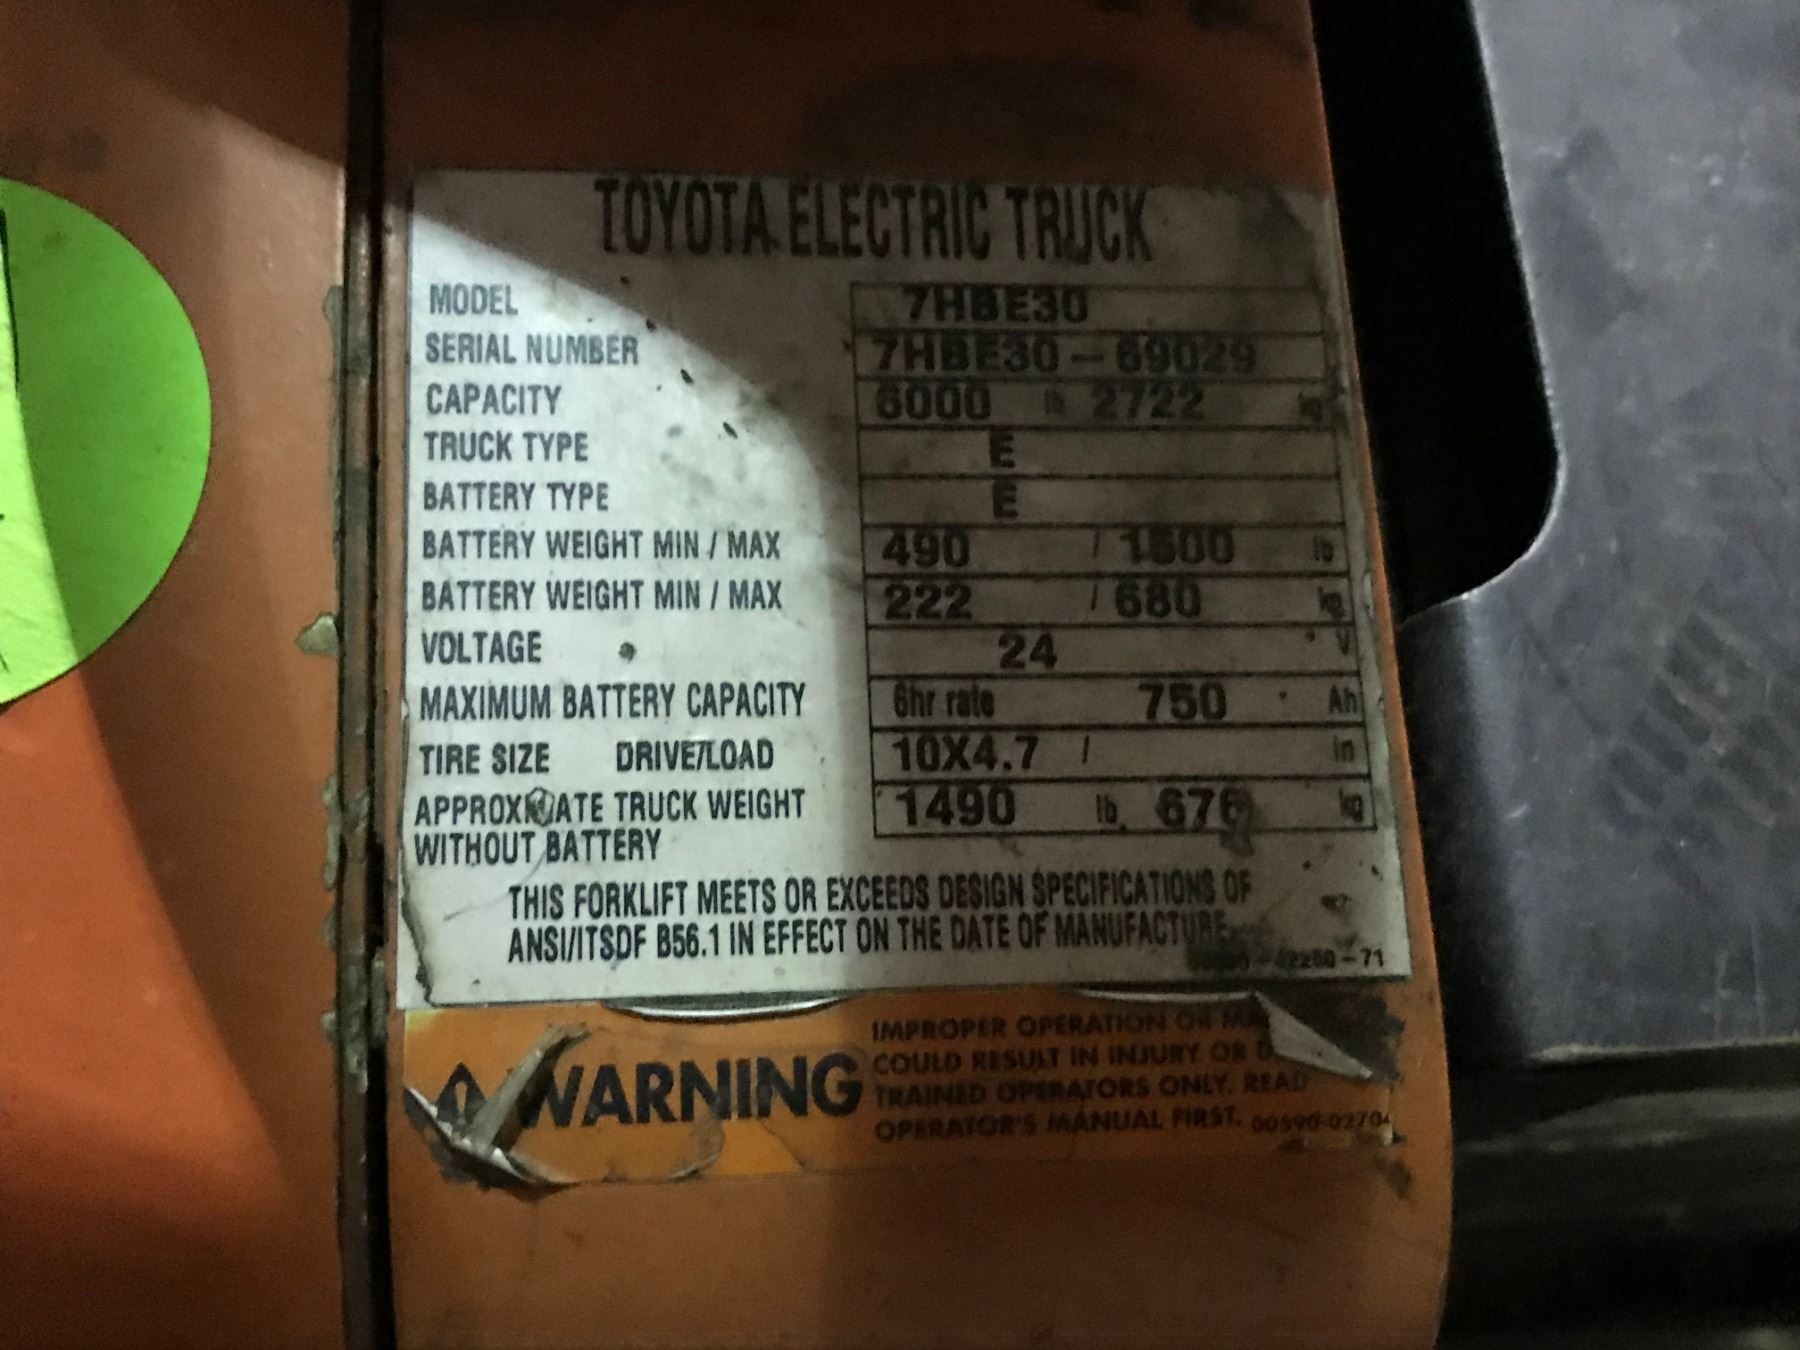 TOYOTA ELECTRIC TRUCK
MODEL 7HBE30
SERIAL NUMBER 7HBE30-69029
CAPACITY 6000 lb 2722 kg
TRUCK TYPE E
BATTERY TYPE E
BATTERY WEIGHT MIN / MAX 490 / 1500 lb
BATTERY WEIGHT MIN / MAX 222 / 680 kg
VOLTAGE 24 V
MAXIMUM BATTERY CAPACITY 6hr rate 750 Ah
TIRE SIZE DRIVE/LOAD 10X4.7 / in
APPROXIMATE TRUCK WEIGHT 1490 lb 676 kg
WITHOUT BATTERY
THIS FORKLIFT MEETS OR EXCEEDS DESIGN SPECIFICATIONS OF
ANSI/ITSDF B56.1 IN EFFECT ON THE DATE OF MANUFACTURE
-71
WARNING
IMPROPER OPERATION OR
COULD RESULT IN INJURY OR
TRAINED OPERATORS ONLY. READ
OPERATOR'S MANUAL FIRST. 00590-02704